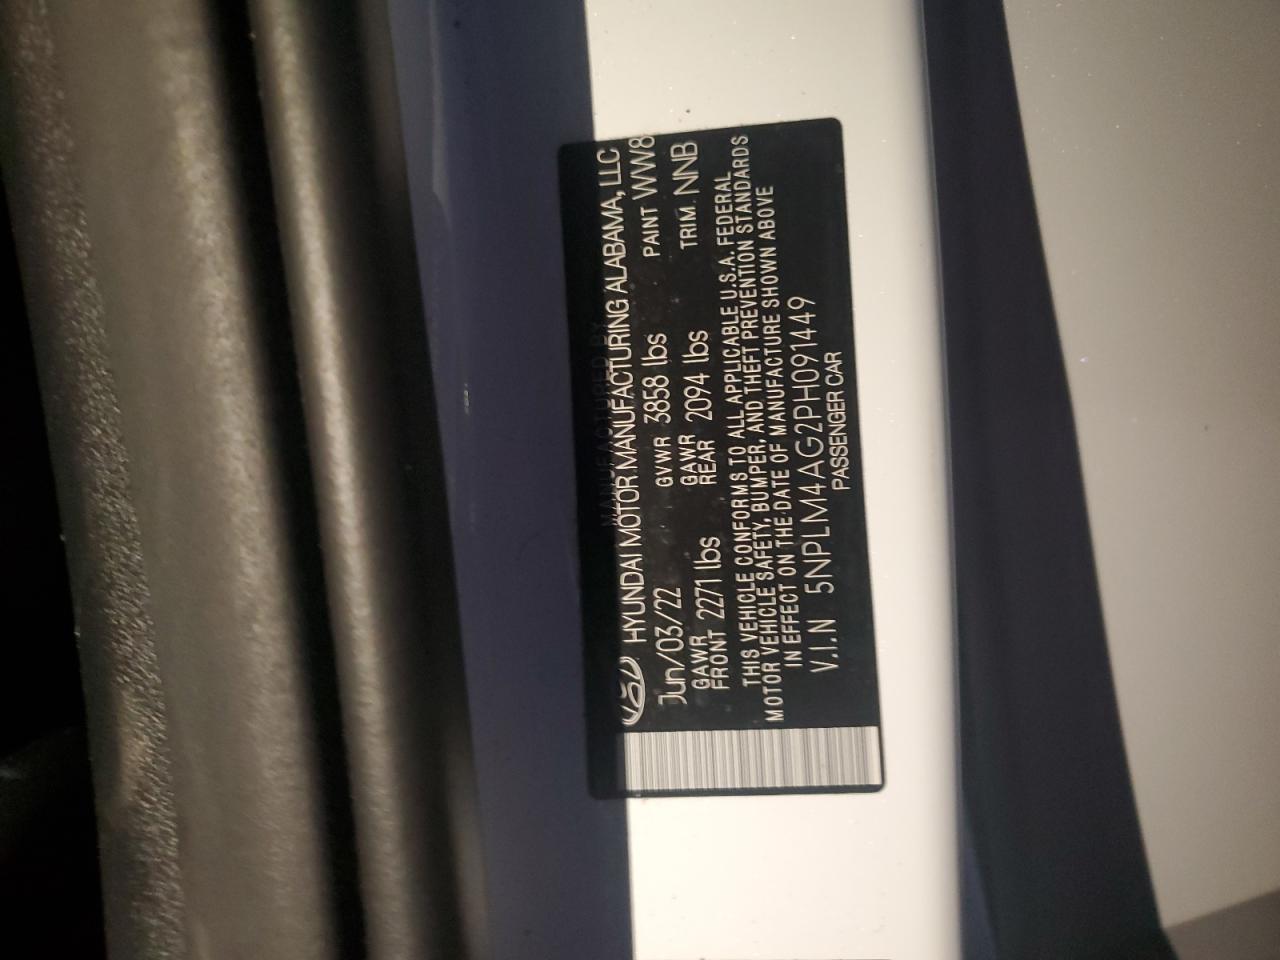 MANUFACTURED BY
HYUNDAI MOTOR MANUFACTURING ALABAMA, LLC
Jun/03/22 GVWR 3858 lbs PAINT WW8
GAWR FRONT 2271 lbs GAWR REAR 2094 lbs TRIM NNB
THIS VEHICLE CONFORMS TO ALL APPLICABLE U.S.A. FEDERAL
MOTOR VEHICLE SAFETY, BUMPER, AND THEFT PREVENTION STANDARDS
IN EFFECT ON THE DATE OF MANUFACTURE SHOWN ABOVE
V.I.N 5NPLM4AG2PH091449
PASSENGER CAR